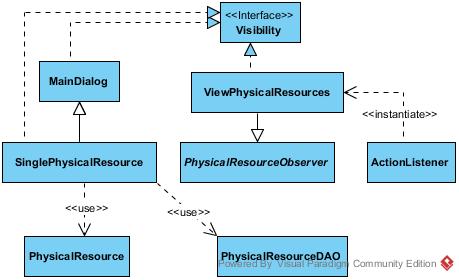 <<Interface>>
Visibility
MainDialog
ViewPhysicalResources
<<instantiate>>
SinglePhysicalResource
PhysicalResourceObserver
ActionListener
<<use>>
<<use>>
PhysicalResource
PhysicalResourceDAO
Powered By Visual Paradigm Community Edition